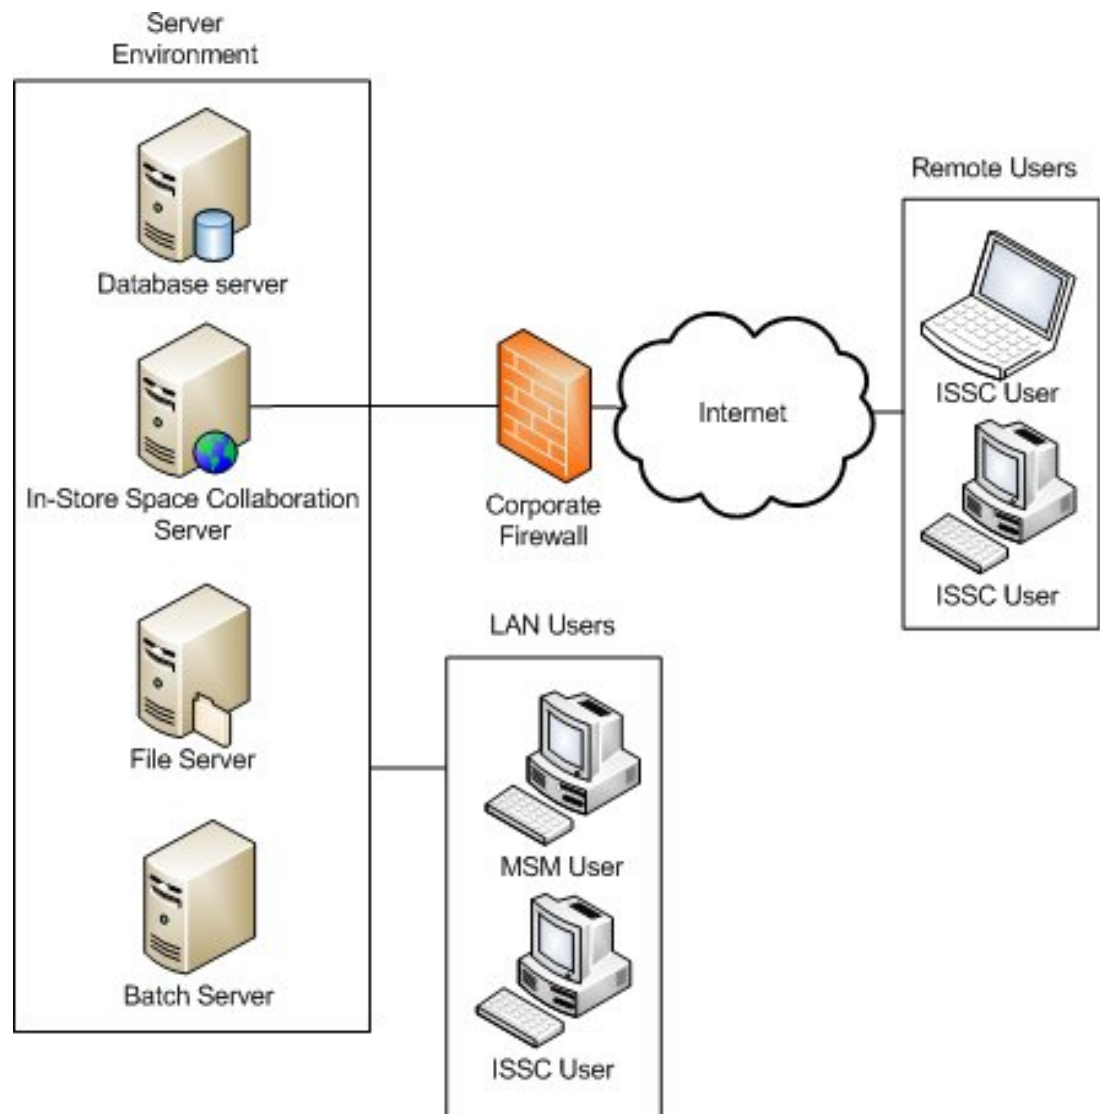 Server
Environment
Database server
In-Store Space Collaboration
Server
File Server
Batch Server
Corporate
Firewall
Internet
Remote Users
ISSC User
ISSC User
LAN Users
MSM User
ISSC User